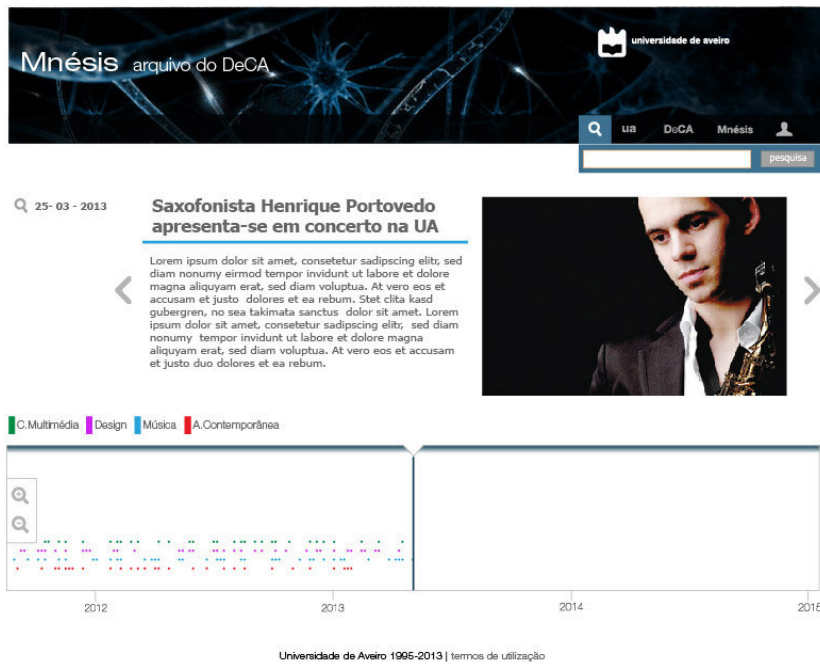 Mnésis arquivo do DeCA
universidade de aveiro
ua DeCA Mnésis
pesquisa
25- 03 - 2013
Saxofonista Henrique Portovedo
apresenta-se em concerto na UA
Lorem ipsum dolor sit amet, consetetur sadipscing elitr, sed
diam nonumy eirmod tempor invidunt ut labore et dolore
magna aliquyam erat, sed diam voluptua. At vero eos et
accusam et justo dolores et ea rebum. Stet clita kasd
gubergren, no sea takimata sanctus dolor sit amet. Lorem
ipsum dolor sit amet, consetetur sadipscing elitr, sed diam
nonumy tempor invidunt ut labore et dolore magna
aliquyam erat, sed diam voluptua. At vero eos et accusam
et justo duo dolores et ea rebum.
C.Multimédia Design Música A.Contemporânea
2012 2013 2014 2015
Universidade de Aveiro 1995-2013 | termos de utilização